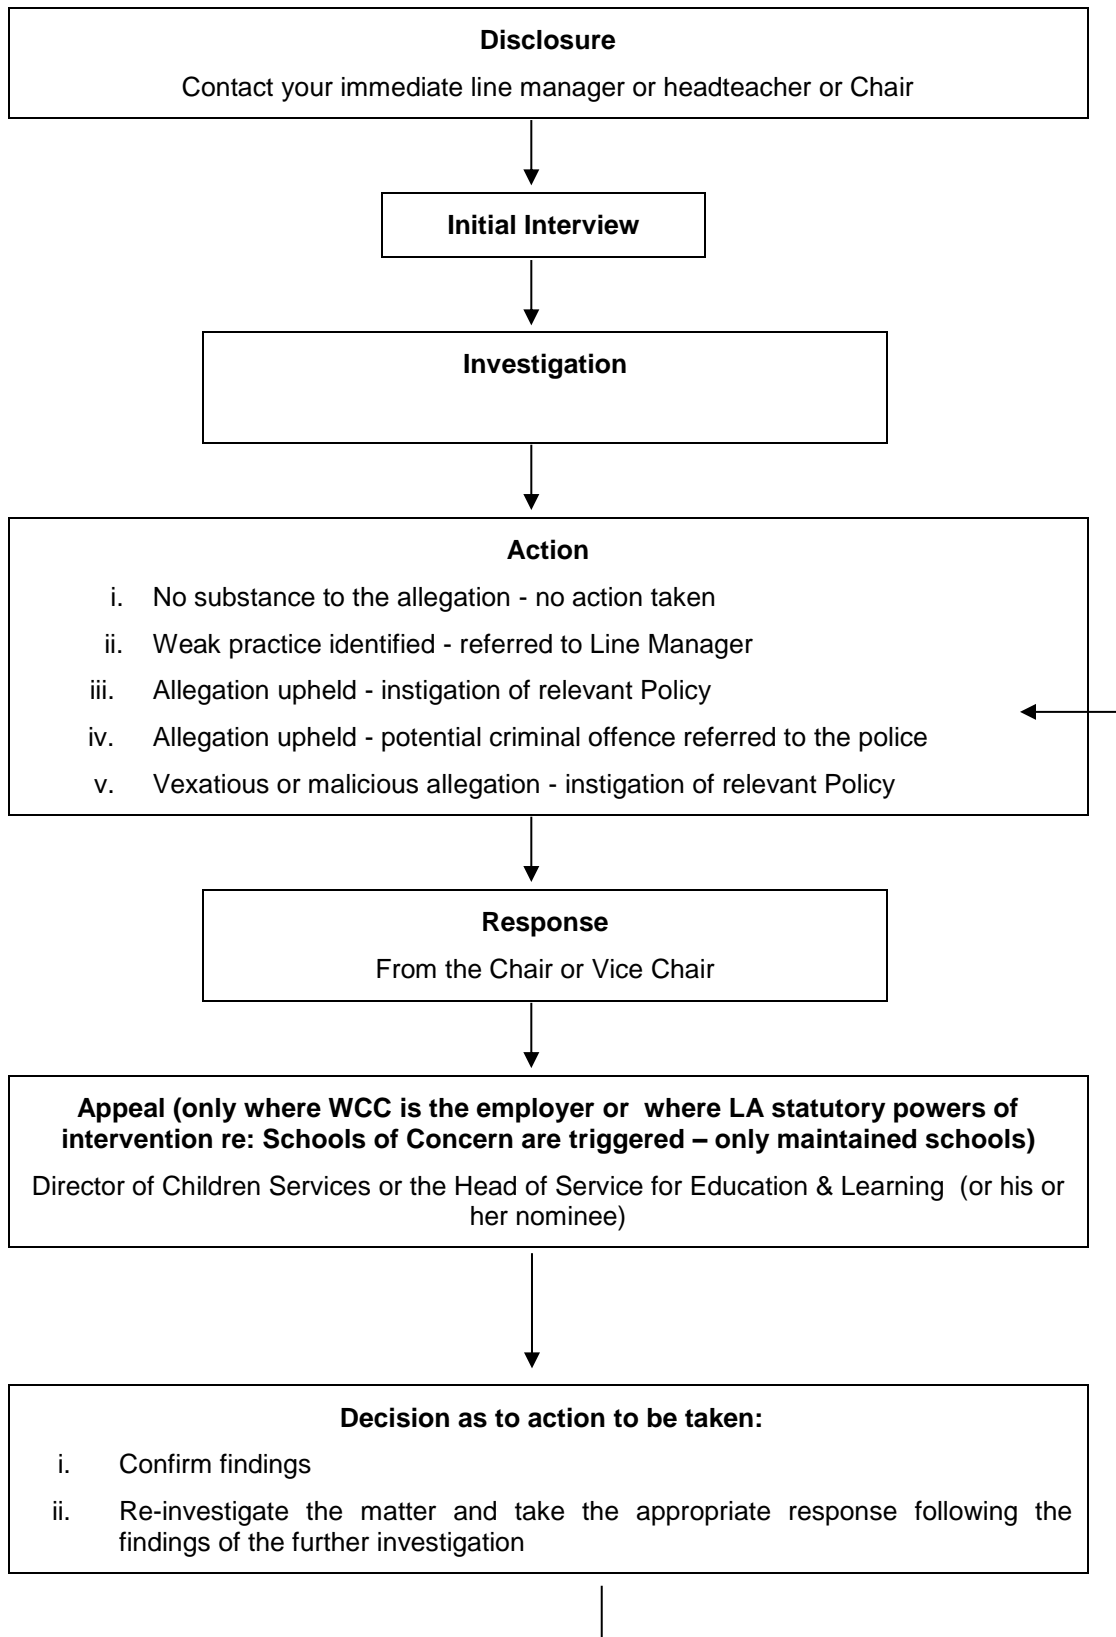 Disclosure
Contact your immediate line manager or headteacher or Chair
Initial Interview
Investigation
Action
i. No substance to the allegation - no action taken
ii. Weak practice identified - referred to Line Manager
iii. Allegation upheld - instigation of relevant Policy
iv. Allegation upheld - potential criminal offence referred to the police
v. Vexatious or malicious allegation - instigation of relevant Policy
Response
From the Chair or Vice Chair
Appeal (only where WCC is the employer or where LA statutory powers of
intervention re: Schools of Concern are triggered – only maintained schools)
Director of Children Services or the Head of Service for Education & Learning (or his or
her nominee)
Decision as to action to be taken:
i. Confirm findings
ii. Re-investigate the matter and take the appropriate response following the
findings of the further investigation